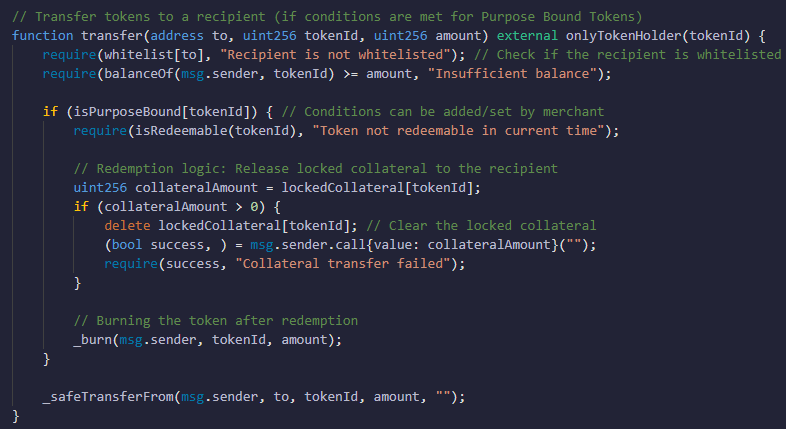 // Transfer tokens to a recipient (if conditions are met for Purpose Bound Tokens)
function transfer(address to, uint256 tokenId, uint256 amount) external onlyTokenHolder(tokenId) {
require(whitelist[to], "Recipient is not whitelisted"); // Check if the recipient is whitelisted
require(balanceOf(msg.sender, tokenId) >= amount, "Insufficient balance");
if (isPurposeBound[tokenId]) { // Conditions can be added/set by merchant
require(isRedeemable(tokenId), "Token not redeemable in current time");
// Redemption logic: Release locked collateral to the recipient
uint256 collateralAmount = lockedCollateral[tokenId];
if (collateralAmount > 0) {
delete lockedCollateral[tokenId]; // Clear the locked collateral
(bool success, ) = msg.sender.call{value: collateralAmount}("");
require(success, "Collateral transfer failed");
}
// Burning the token after redemption
_burn(msg.sender, tokenId, amount);
}
_safeTransferFrom(msg.sender, to, tokenId, amount, "");
}